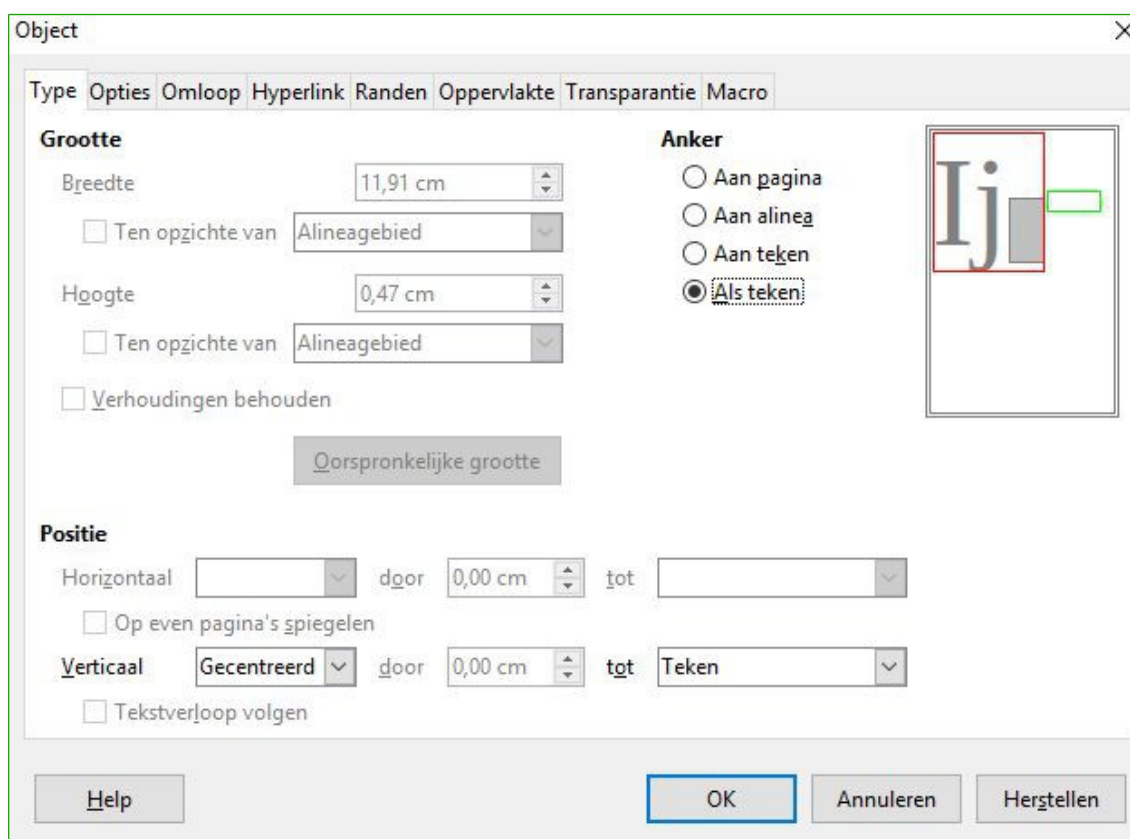 Object
Type Opties Omloop Hyperlink Randen Oppervlakte Transparantie Macro
Grootte
Breedte 11,91 cm
Ten opzichte van Alineagebied
Hoogte 0,47 cm
Ten opzichte van Alineagebied
Verhoudingen behouden
Oorspronkelijke grootte
Anker
Aan pagina
Aan alinea
Aan teken
Als teken
Ij
Positie
Horizontaal door 0,00 cm tot
Op even pagina's spiegelen
Verticaal Gecentreerd door 0,00 cm tot Teken
Tekstverloop volgen
Help OK Annuleren Herstellen